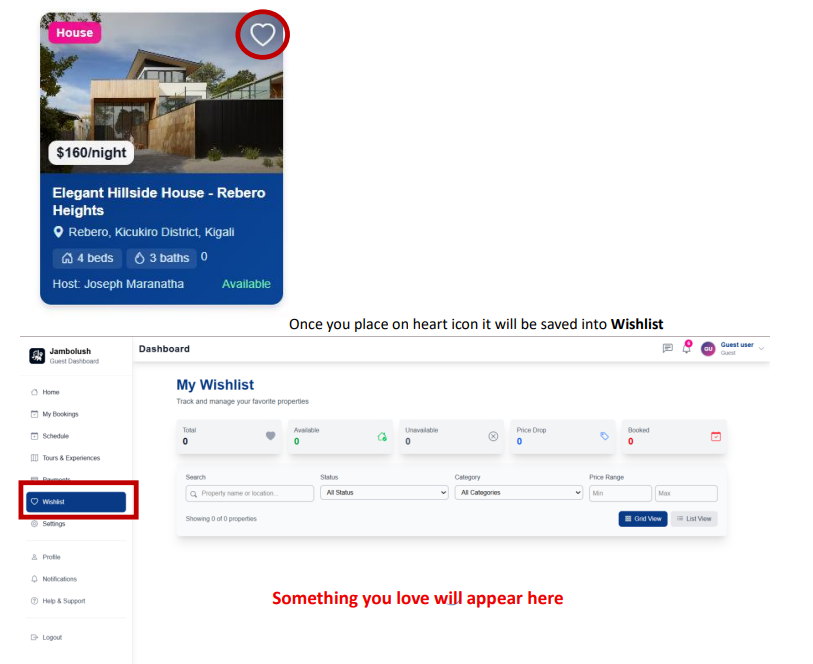 House
$160/night
Elegant Hillside House - Rebero
Heights
Rebero, Kicukiro District, Kigali
4 beds 3 baths 0
Host: Joseph Maranatha Available
Once you place on heart icon it will be saved into Wishlist
Jambolush
Guest Dashboard
Dashboard
GU Guest user
Guest
Home
My Bookings
Schedule
Tours & Experiences
Payments
Wishlist
Settings
Profile
Notifications
Help & Support
Logout
My Wishlist
Track and manage your favorite properties
Total Available Unavailable Price Drop Booked
0 0 0 0 0
Search Status Category Price Range
Property name or location... All Status All Categories Min Max
Showing 0 of 0 properties Grid View List View
Something you love will appear here